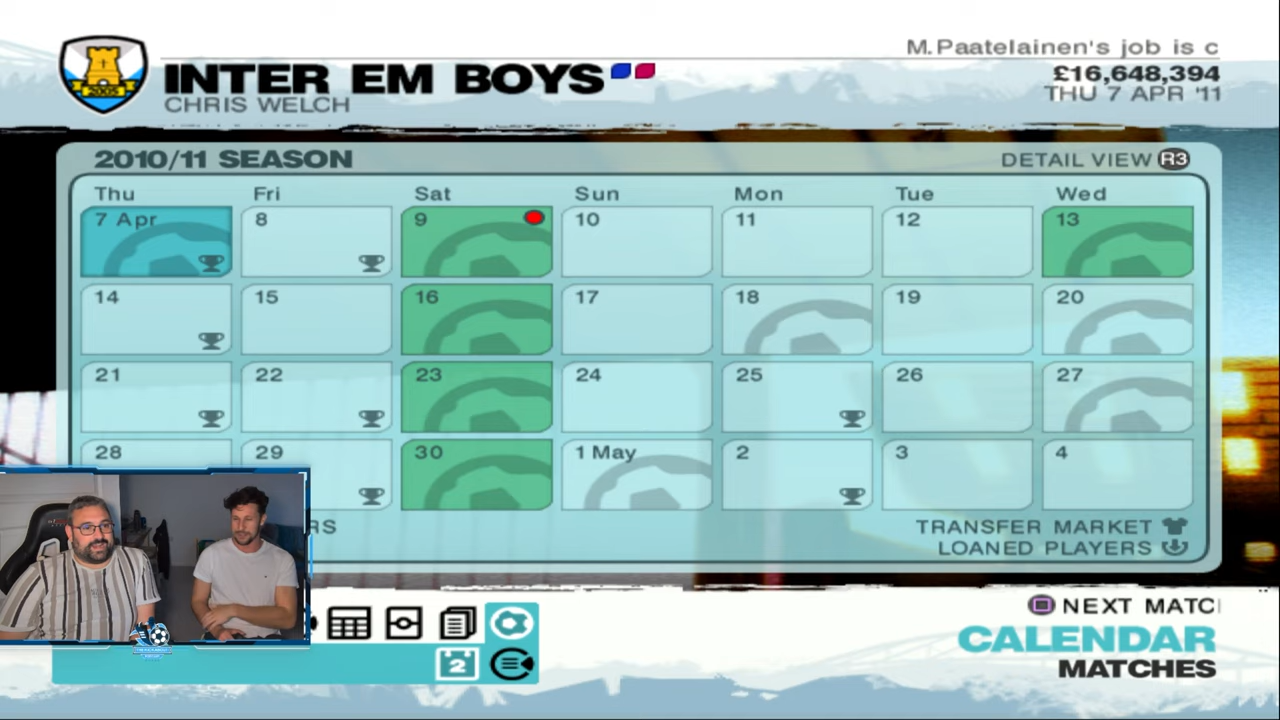 M.Paatelainen's job is c
INTER EM BOYS
£16,648,394
CHRIS WELCH
THU 7 APR '11
2005
2010/11 SEASON
DETAIL VIEW R3
Thu Fri Sat Sun Mon Tue Wed
7 Apr 8 9 10 11 12 13
14 15 16 17 18 19 20
21 22 23 24 25 26 27
28 29 30 1 May 2 3 4
RS
TRANSFER MARKET
LOANED PLAYERS
NEXT MATC
CALENDAR
2
MATCHES